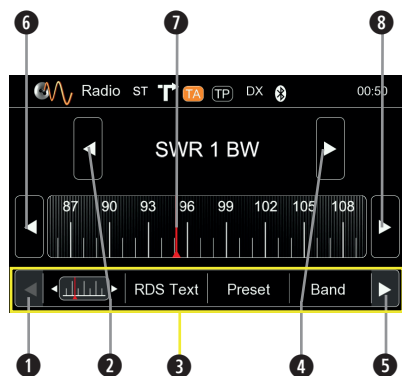 6 7 8
Radio ST TA TP DX 00:50
SWR 1 BW
87 90 93 96 99 102 105 108
RDS Text Preset Band
1 2 3 4 5